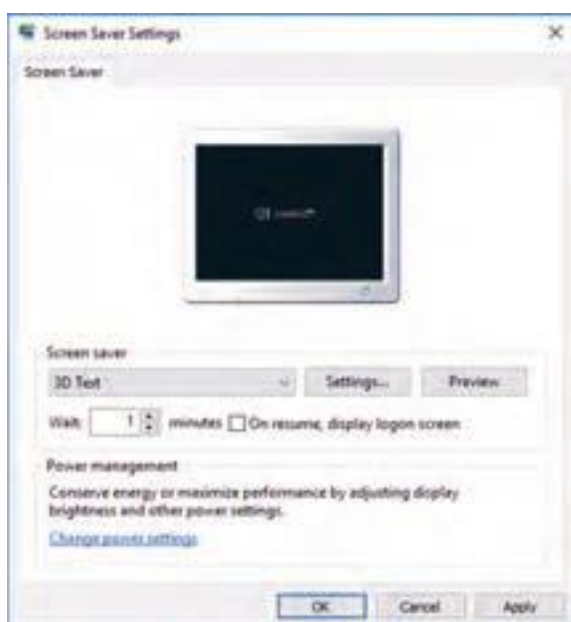 Screen Saver Settings
Screen Saver
Screen saver
3D Text
Settings...
Preview
Wait: 1 minutes On resume, display logon screen
Power management
Conserve energy or maximize performance by adjusting display
brightness and other power settings.
Change power settings
OK
Cancel
Apply